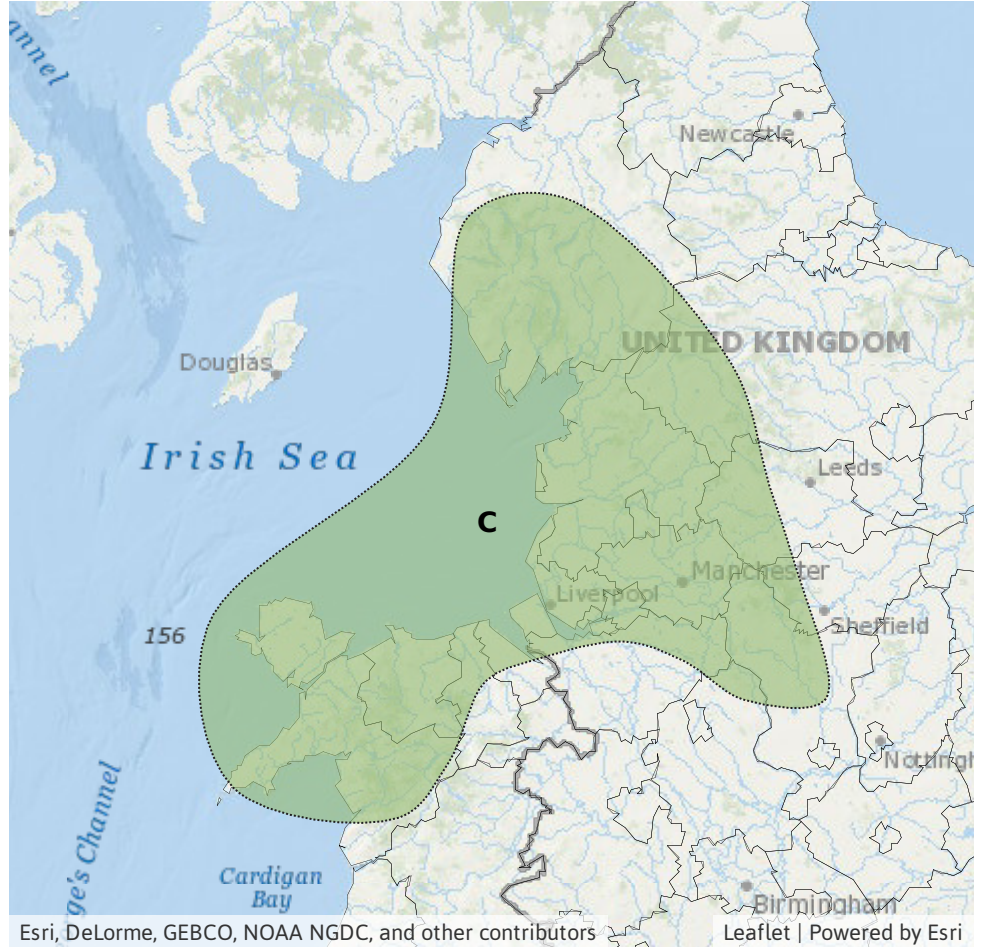 annel
Newcastle
UNITED KINGDOM
Douglas
Irish Sea
Leeds
C
Manchester
Liverpool
Sheffield
156
Nottingh
rge's Channel
Cardigan
Bay
Birmingham
Esri, DeLorme, GEBCO, NOAA NGDC, and other contributors
Leaflet | Powered by Esri